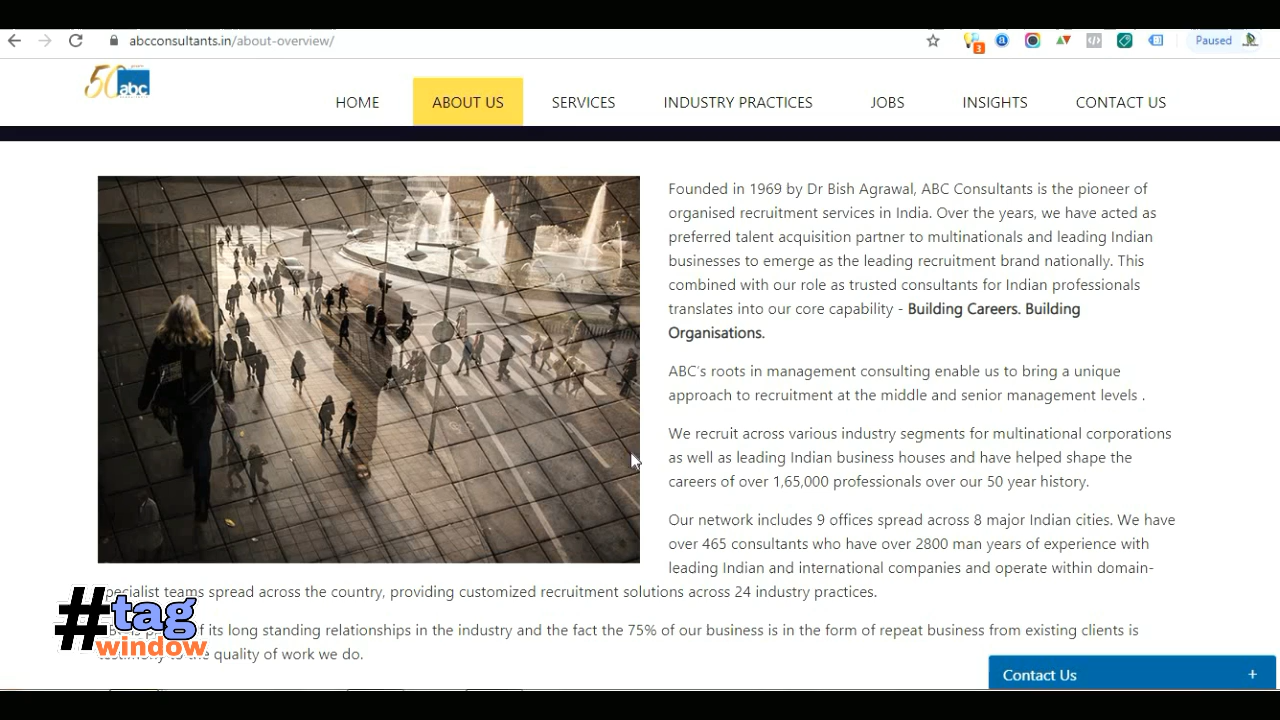 abcconsultants.in/about-overview/
3
Paused
50 abc
HOME
ABOUT US
SERVICES
INDUSTRY PRACTICES
JOBS
INSIGHTS
CONTACT US
Founded in 1969 by Dr Bish Agrawal, ABC Consultants is the pioneer of
organised recruitment services in India. Over the years, we have acted as
preferred talent acquisition partner to multinationals and leading Indian
businesses to emerge as the leading recruitment brand nationally. This
combined with our role as trusted consultants for Indian professionals
translates into our core capability - Building Careers. Building
Organisations.
ABC's roots in management consulting enable us to bring a unique
approach to recruitment at the middle and senior management levels .
We recruit across various industry segments for multinational corporations
as well as leading Indian business houses and have helped shape the
careers of over 1,65,000 professionals over our 50 year history.
Our network includes 9 offices spread across 8 major Indian cities. We have
over 465 consultants who have over 2800 man years of experience with
leading Indian and international companies and operate within domain-
specialist teams spread across the country, providing customized recruitment solutions across 24 industry practices.
of its long standing relationships in the industry and the fact the 75% of our business is in the form of repeat business from existing clients is
testimony to the quality of work we do.
#tag
window
Contact Us +